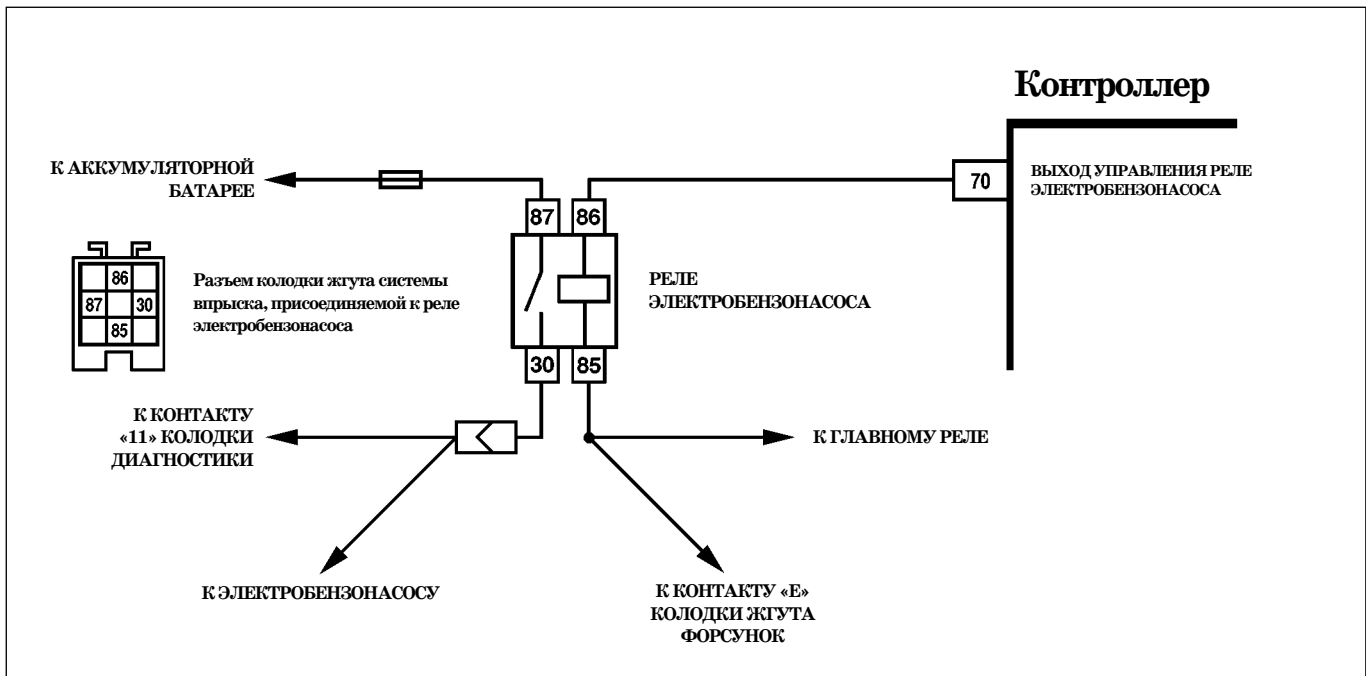 Контроллер
К АККУМУЛЯТОРНОЙ
БАТАРЕЕ
70
ВЫХОД УПРАВЛЕНИЯ РЕЛЕ
ЭЛЕКТРОБЕНЗОНАСОСА
87
86
86
87
30
85
Разъем колодки жгута системы
впрыска, присоединяемой к реле
электробензонасоса
РЕЛЕ
ЭЛЕКТРОБЕНЗОНАСОСА
30
85
К КОНТАКТУ
«11» КОЛОДКИ
ДИАГНОСТИКИ
К ГЛАВНОМУ РЕЛЕ
К ЭЛЕКТРОБЕНЗОНАСОСУ
К КОНТАКТУ «Е»
КОЛОДКИ ЖГУТА
ФОРСУНОК